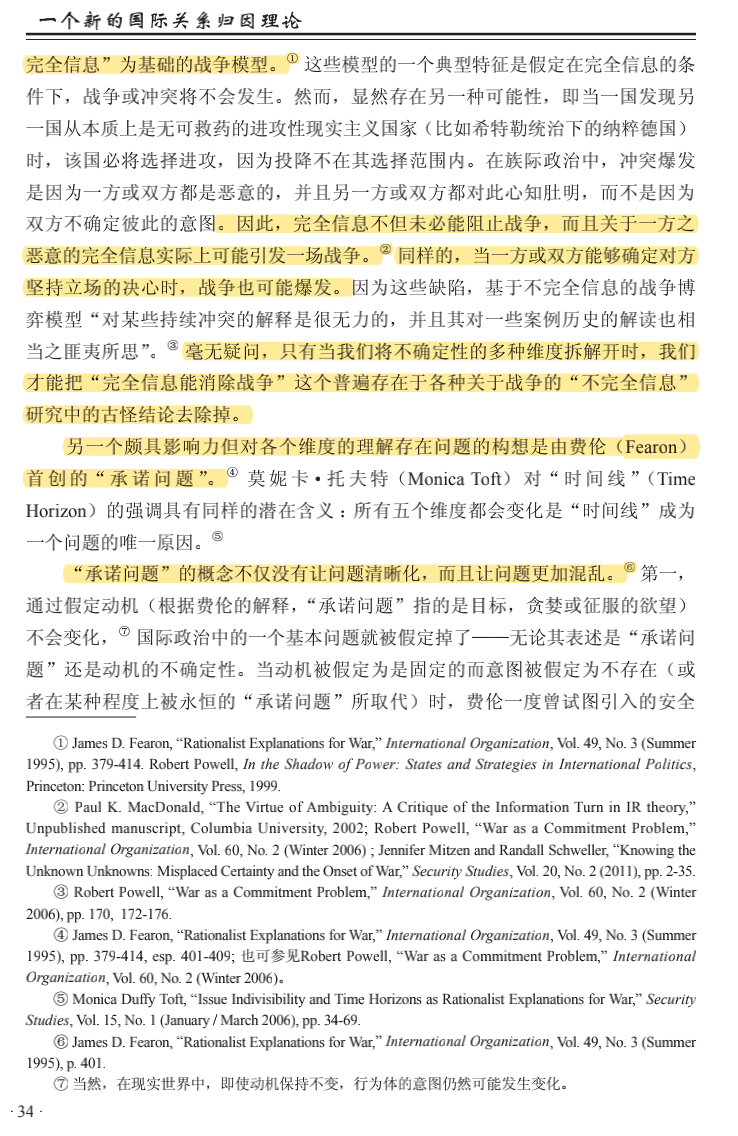 一个新的国际关系归因理论
完全信息”为基础的战争模型。① 这些模型的一个典型特征是假定在完全信息的条
件下，战争或冲突将不会发生。然而，显然存在另一种可能性，即当一国发现另
一国从本质上是无可救药的进攻性现实主义国家（比如希特勒统治下的纳粹德国）
时，该国必将选择进攻，因为投降不在其选择范围内。在族际政治中，冲突爆发
是因为一方或双方都是恶意的，并且另一方或双方都对此心知肚明，而不是因为
双方不确定彼此的意图。因此，完全信息不但未必能阻止战争，而且关于一方之
恶意的完全信息实际上可能引发一场战争。② 同样的，当一方或双方能够确定对方
坚持立场的决心时，战争也可能爆发。因为这些缺陷，基于不完全信息的战争博
弈模型“对某些持续冲突的解释是很无力的，并且其对一些案例历史的解读也相
当之匪夷所思”。③ 毫无疑问，只有当我们将不确定性的多种维度拆解开时，我们
才能把“完全信息能消除战争”这个普遍存在于各种关于战争的“不完全信息”
研究中的古怪结论去除掉。
另一个颇具影响力但对各个维度的理解存在问题的构想是由费伦（Fearon）
首创的“承诺问题”。④ 莫妮卡·托夫特（Monica Toft）对“时间线”（Time
Horizon）的强调具有同样的潜在含义：所有五个维度都会变化是“时间线”成为
一个问题的唯一原因。⑤
“承诺问题”的概念不仅没有让问题清晰化，而且让问题更加混乱。⑥ 第一，
通过假定动机（根据费伦的解释，“承诺问题”指的是目标，贪婪或征服的欲望）
不会变化，⑦ 国际政治中的一个基本问题就被假定掉了——无论其表述是“承诺问
题”还是动机的不确定性。当动机被假定为是固定的而意图被假定为不存在（或
者在某种程度上被永恒的“承诺问题”所取代）时，费伦一度曾试图引入的安全
① James D. Fearon, “Rationalist Explanations for War,” International Organization, Vol. 49, No. 3 (Summer
1995), pp. 379-414. Robert Powell, In the Shadow of Power: States and Strategies in International Politics,
Princeton: Princeton University Press, 1999.
② Paul K. MacDonald, “The Virtue of Ambiguity: A Critique of the Information Turn in IR theory,”
Unpublished manuscript, Columbia University, 2002; Robert Powell, “War as a Commitment Problem,”
International Organization, Vol. 60, No. 2 (Winter 2006) ; Jennifer Mitzen and Randall Schweller, “Knowing the
Unknown Unknowns: Misplaced Certainty and the Onset of War,” Security Studies, Vol. 20, No. 2 (2011), pp. 2-35.
③ Robert Powell, “War as a Commitment Problem,” International Organization, Vol. 60, No. 2 (Winter
2006), pp. 170, 172-176.
④ James D. Fearon, “Rationalist Explanations for War,” International Organization, Vol. 49, No. 3 (Summer
1995), pp. 379-414, esp. 401-409; 也可参见Robert Powell, “War as a Commitment Problem,” International
Organization, Vol. 60, No. 2 (Winter 2006)。
⑤ Monica Duffy Toft, “Issue Indivisibility and Time Horizons as Rationalist Explanations for War,” Security
Studies, Vol. 15, No. 1 (January / March 2006), pp. 34-69.
⑥ James D. Fearon, “Rationalist Explanations for War,” International Organization, Vol. 49, No. 3 (Summer
1995), p. 401.
⑦ 当然，在现实世界中，即使动机保持不变，行为体的意图仍然可能发生变化。
· 34 ·